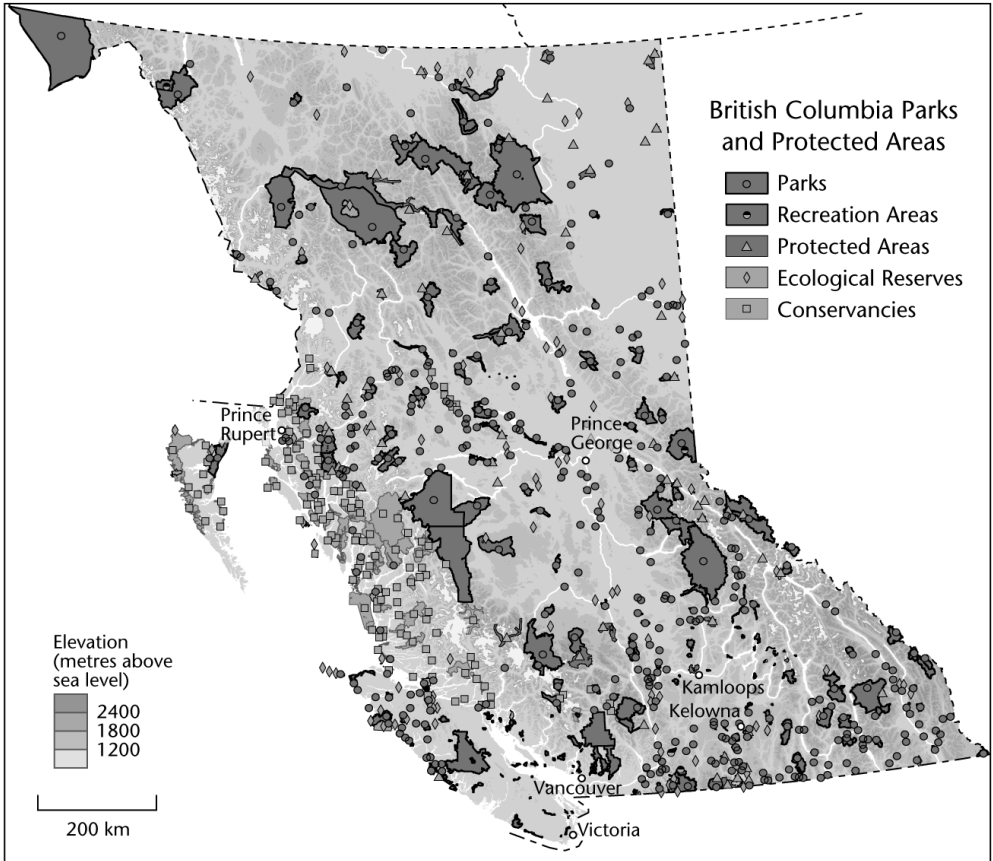 British Columbia Parks
and Protected Areas
Parks
Recreation Areas
Protected Areas
Ecological Reserves
Conservancies
Prince
Rupert
Prince
George
Kamloops
Kelowna
Vancouver
Victoria
Elevation
(metres above
sea level)
2400
1800
1200
200 km